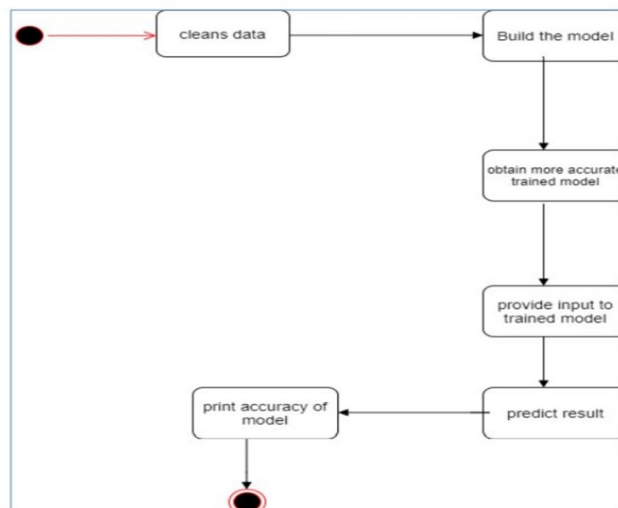 cleans data
Build the model
obtain more accurate
trained model
provide input to
trained model
predict result
print accuracy of
model